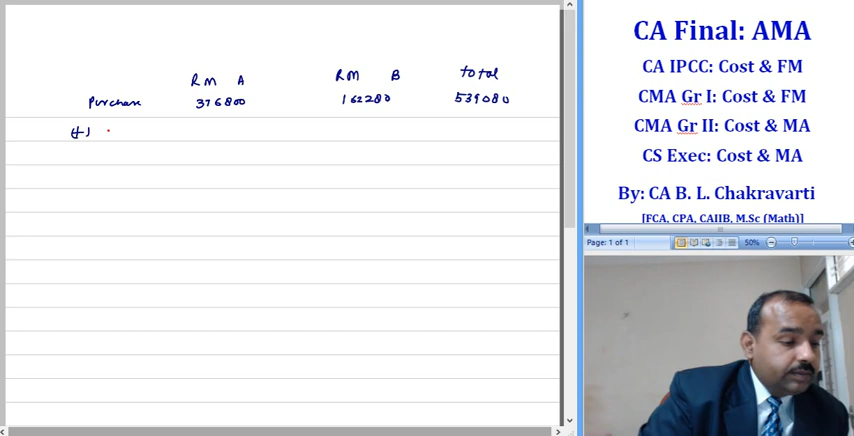 RM A RM B total
Purchase 376800 162280 539080
(+)
CA Final: AMA
CA IPCC: Cost & FM
CMA Gr I: Cost & FM
CMA Gr II: Cost & MA
CS Exec: Cost & MA
By: CA B. L. Chakravarti
[FCA, CPA, CAIIB, M.Sc (Math)]
Page: 1 of 1 50%